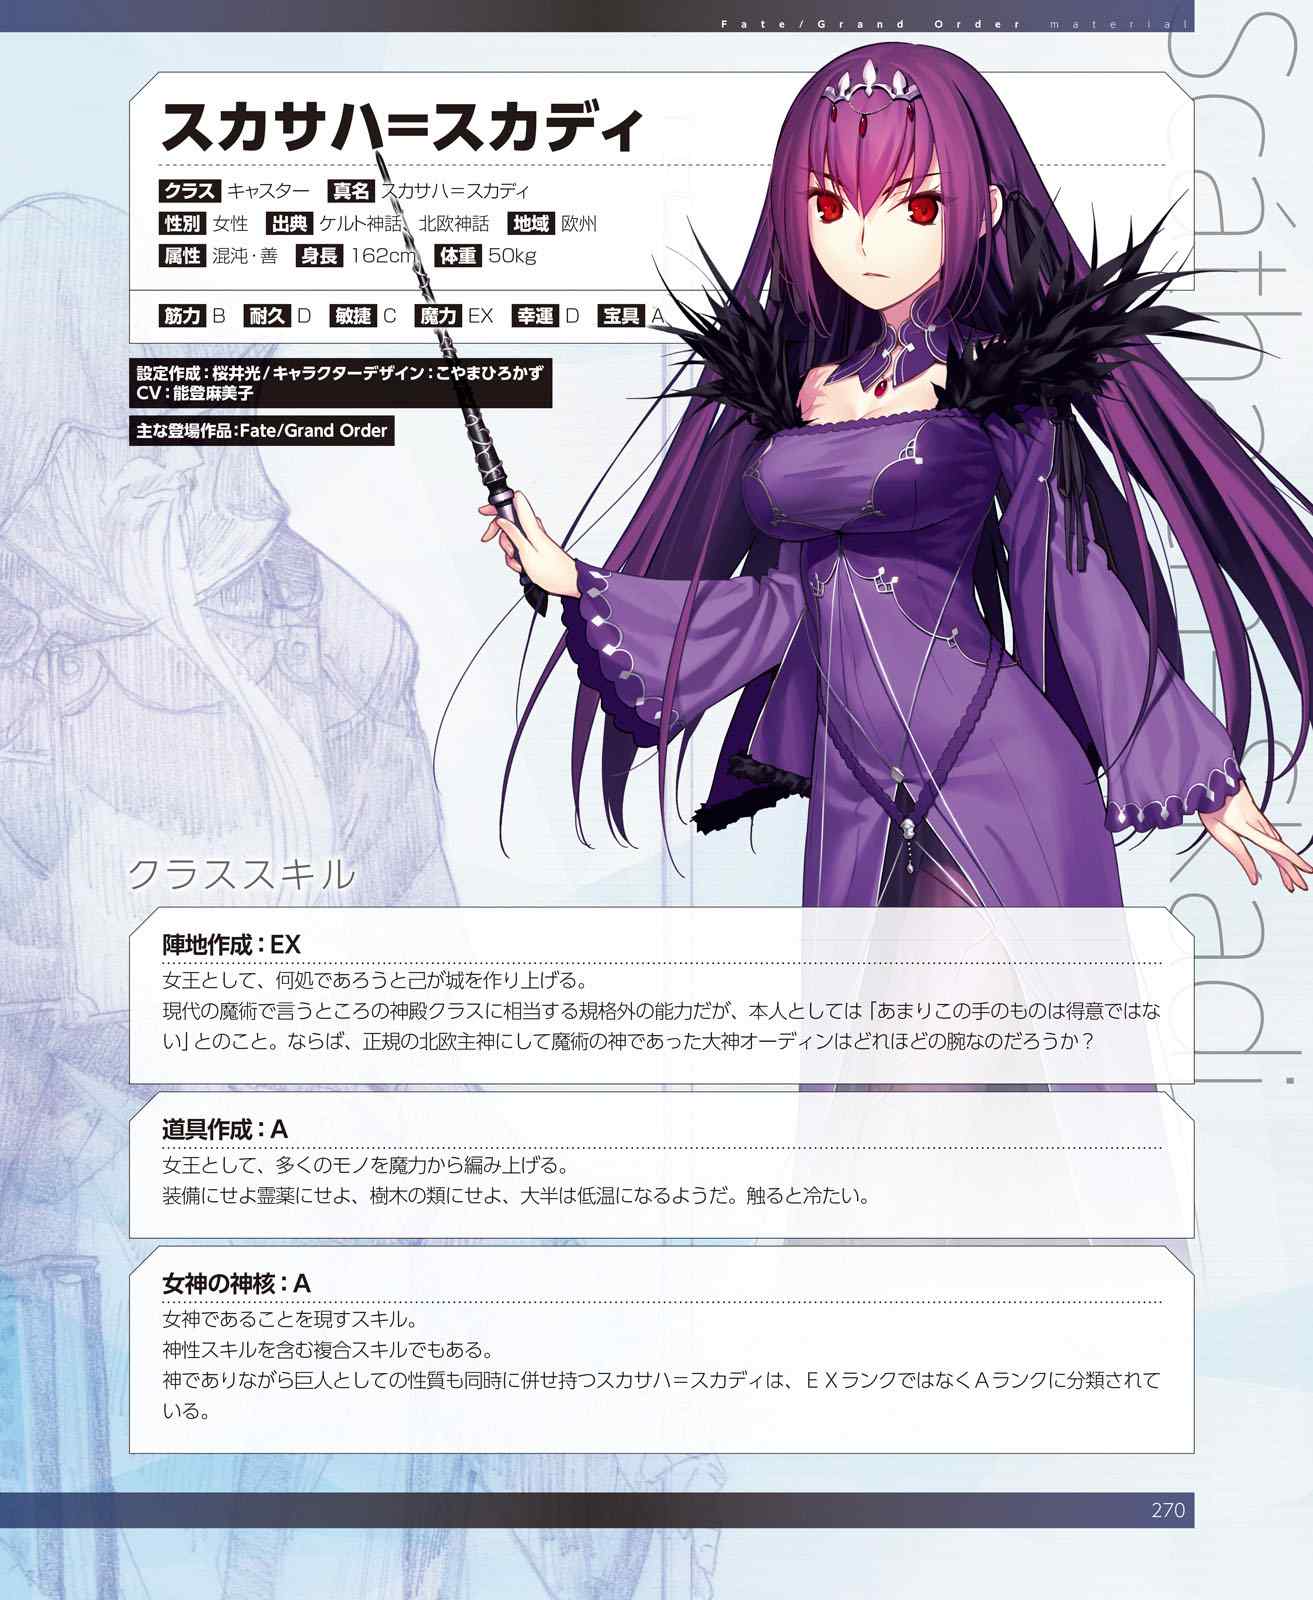 Fate/Grand Order material
スカサハ＝スカディ
クラス キャスター 真名 スカサハ＝スカディ
性別 女性 出典 ケルト神話、北欧神話 地域 欧州
属性 混沌・善 身長 162cm 体重 50kg
筋力 B 耐久 D 敏捷 C 魔力 EX 幸運 D 宝具 A
設定作成：桜井光/キャラクターデザイン：こやまひろかず
CV：能登麻美子
主な登場作品：Fate/Grand Order
Scáthach=Skadi
クラススキル
陣地作成：EX
女王として、何処であろうと己が城を作り上げる。
現代の魔術で言うところの神殿クラスに相当する規格外の能力だが、本人としては「あまりこの手のものは得意ではな
い」とのこと。ならば、正規の北欧主神にして魔術の神であった大神オーディンはどれほどの腕なのだろうか？
道具作成：A
女王として、多くのモノを魔力から編み上げる。
装備にせよ霊薬にせよ、樹木の類にせよ、大半は低温になるようだ。触ると冷たい。
女神の神核：A
女神であることを現すスキル。
神性スキルを含む複合スキルでもある。
神でありながら巨人としての性質も同時に併せ持つスカサハ＝スカディは、ＥＸランクではなくＡランクに分類されて
いる。
270